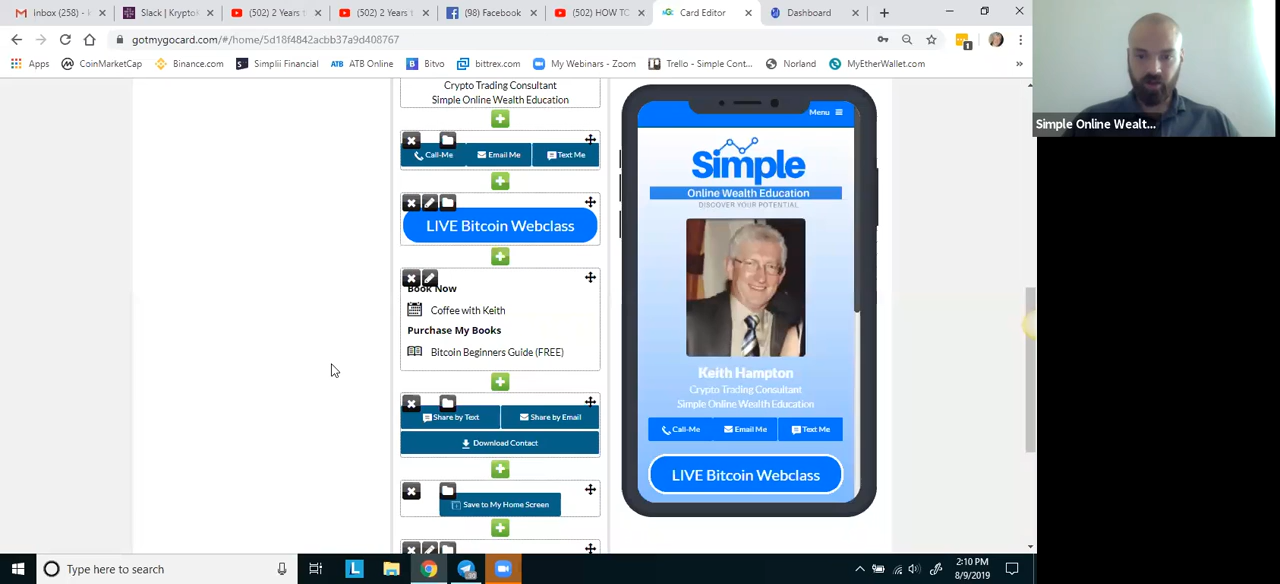 Inbox (258) - k
Slack | Krypto
(502) 2 Years t
(502) 2 Years t
(98) Facebook
(502) HOW TC
Card Editor
Dashboard
gotmygocard.com/#/home/5d18f4842acbb37a9d408767
Apps
CoinMarketCap
Binance.com
Simplii Financial
ATB
ATB Online
Bitvo
bittrex.com
My Webinars - Zoom
Trello - Simple Cont...
Norland
MyEtherWallet.com
»
Crypto Trading Consultant
Simple Online Wealth Education
Call-Me
Email Me
Text Me
LIVE Bitcoin Webclass
Book Now
Coffee with Keith
Purchase My Books
Bitcoin Beginners Guide (FREE)
Share by Text
Share by Email
Download Contact
Save to My Home Screen
Menu
Simple
Online Wealth Education
DISCOVER YOUR POTENTIAL
Keith Hampton
Crypto Trading Consultant
Simple Online Wealth Education
Call-Me
Email Me
Text Me
LIVE Bitcoin Webclass
Simple Online Wealt...
Type here to search
L
2:10 PM
8/9/2019